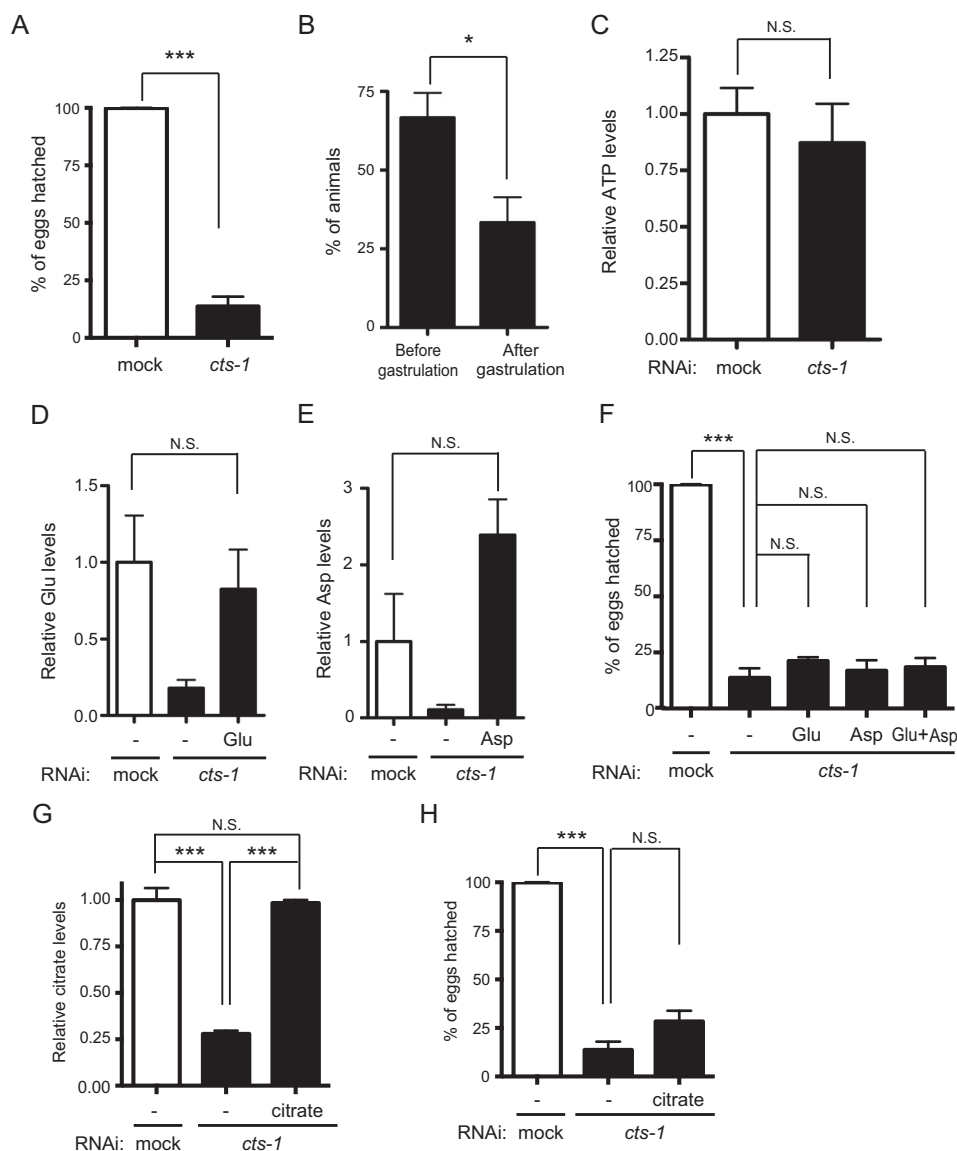 A
***
% of eggs hatched
100
75
50
25
0
mock
cts-1
B
*
% of animals
75
50
25
0
Before
gastrulation
After
gastrulation
C
N.S.
Relative ATP levels
1.25
1.00
0.75
0.50
0.25
0.00
RNAi: mock cts-1
D
N.S.
Relative Glu levels
1.5
1.0
0.5
0.0
- - Glu
RNAi: mock cts-1
E
N.S.
Relative Asp levels
3
2
1
0
- - Asp
RNAi: mock cts-1
F
***
N.S.
N.S.
N.S.
% of eggs hatched
100
75
50
25
0
- - Glu Asp Glu+Asp
RNAi: mock cts-1
G
N.S.
*** ***
Relative citrate levels
1.00
0.75
0.50
0.25
0.00
- - citrate
RNAi: mock cts-1
H
*** N.S.
% of eggs hatched
100
75
50
25
0
- - citrate
RNAi: mock cts-1